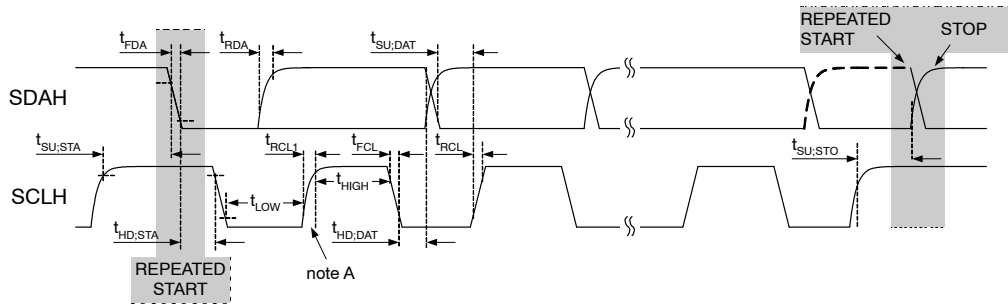 REPEATED
START
STOP
tFDA
tRDA
tSU;DAT
SDAH
tSU;STA
tRCL1
tFCL
tRCL
tSU;STO
tHIGH
SCLH
tLOW
tHD;STA
tHD;DAT
REPEATED
START
note A